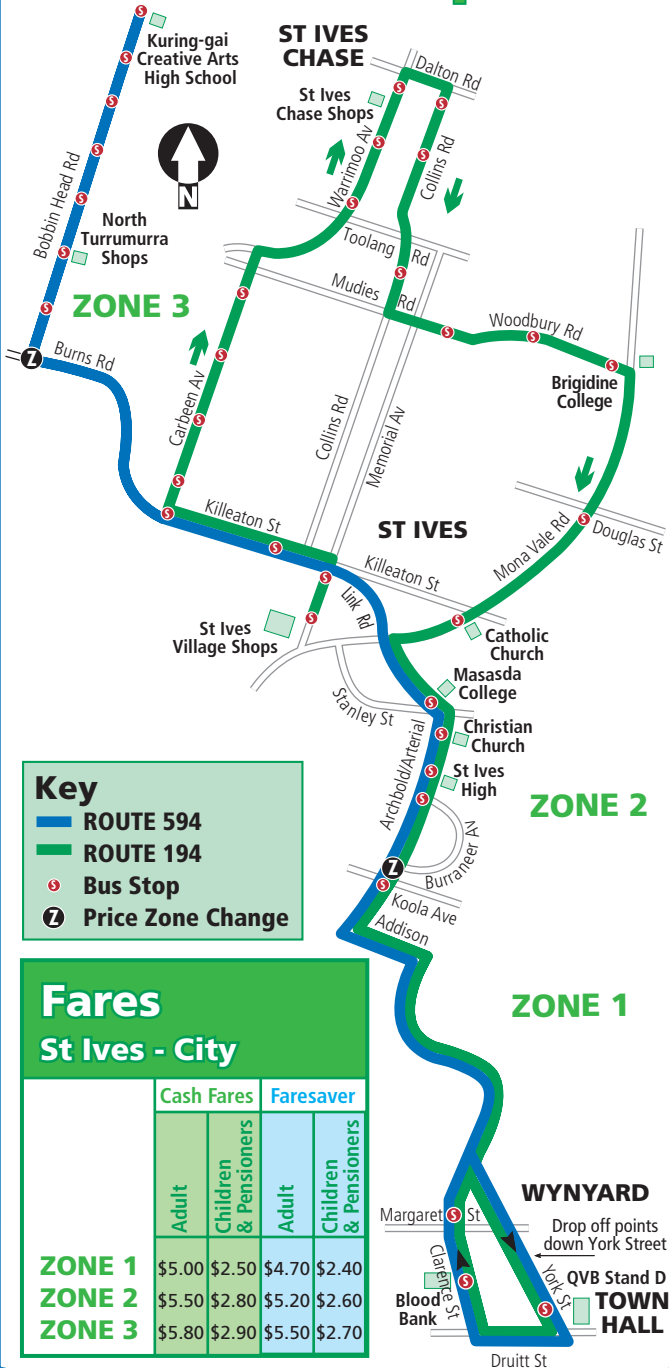 Kuring-gai
Creative Arts
High School
ST IVES
CHASE
Dalton Rd
St Ives
Chase Shops
Warrimoo Av
Collins Rd
Bobbin Head Rd
N
North
Turrumurra
Shops
Toolang Rd
Mudies Rd
ZONE 3
Woodbury Rd
Z
Burns Rd
Brigidine
College
Carbeen Av
Collins Rd
Memorial Av
Killeaton St
ST IVES
Mona Vale Rd
Douglas St
Killeaton St
Link Rd
St Ives
Village Shops
Catholic
Church
Masasda
College
Stanley St
Christian
Church
Archbold/Arterial
St Ives
High
ZONE 2
Burraneer Av
Z
Koola Ave
Addison
ZONE 1
Key
ROUTE 594
ROUTE 194
S Bus Stop
Z Price Zone Change
Fares
St Ives - City
Cash Fares Faresaver
Adult Children & Pensioners Adult Children & Pensioners
ZONE 1 $5.00 $2.50 $4.70 $2.40
ZONE 2 $5.50 $2.80 $5.20 $2.60
ZONE 3 $5.80 $2.90 $5.50 $2.70
WYNYARD
Margaret St
Drop off points
down York Street
Clarence St
York St
QVB Stand D
Blood
Bank
TOWN
HALL
Druitt St